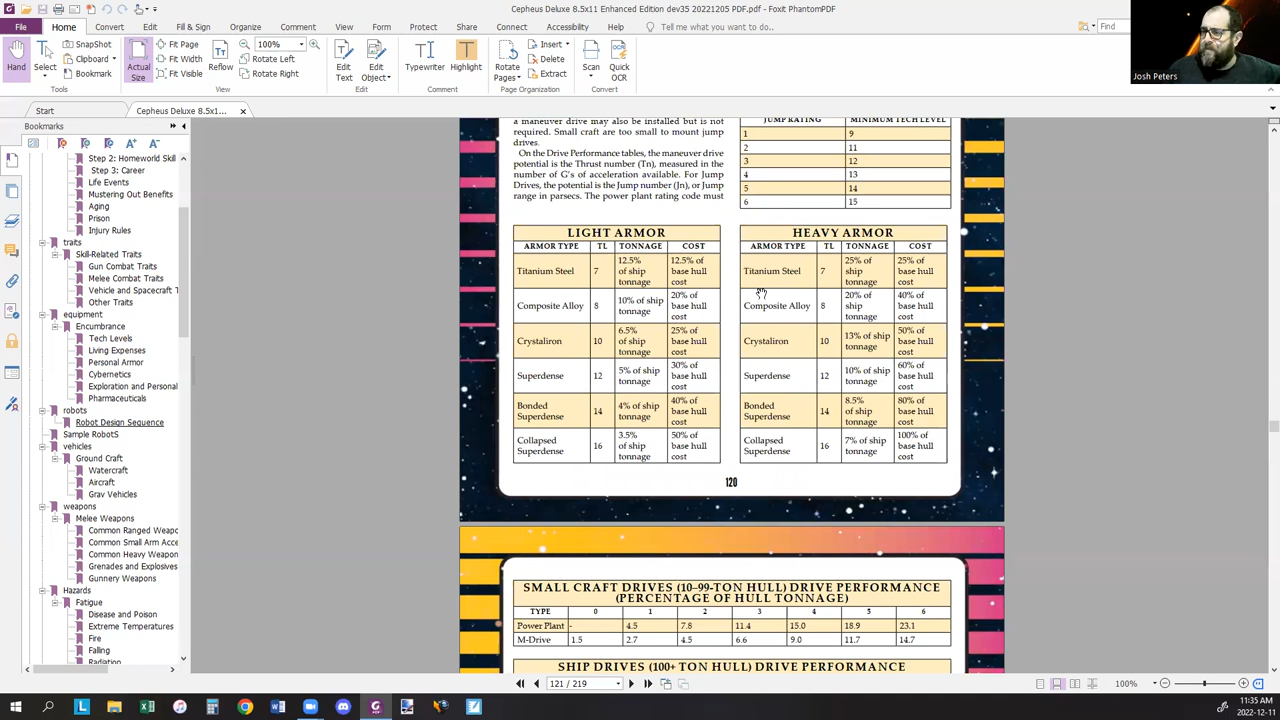 Cepheus Deluxe 8.5x11 Enhanced Edition dev35 20221205 PDF.pdf - Foxit PhantomPDF
File Home Convert Fill & Sign Comment View Form Protect Share Connect Accessibility Help Tell me what you want to do.. Find
Hand Select SnapShot Clipboard Bookmark Tools
Actual Size Fit Page Fit Width Fit Visible Reflow 100% Rotate Left Rotate Right View
Edit Text Edit Object Edit Typewriter Highlight Comment
Rotate Pages Insert Delete Extract Page Organization
Scan Quick OCR Convert
Josh Peters
Start Cepheus Deluxe 8.5x1...
Bookmarks
Step 2: Homeworld Skill
Step 3: Career
Life Events
Mustering Out Benefits
Aging
Prison
Injury Rules
traits
Skill-Related Traits
Gun Combat Traits
Melee Combat Traits
Vehicle and Spacecraft T
Other Traits
equipment
Encumbrance
Tech Levels
Living Expenses
Personal Armor
Cybernetics
Exploration and Personal
Pharmaceuticals
robots
Robot Design Sequence
Sample RobotS
vehicles
Ground Craft
Watercraft
Aircraft
Grav Vehicles
weapons
Melee Weapons
Common Ranged Weapo
Common Small Arm Acce
Common Heavy Weapon
Grenades and Explosives
Gunnery Weapons
Hazards
Fatigue
Disease and Poison
Extreme Temperatures
Fire
Falling
Radiation
a maneuver drive may also be installed but is not
required. Small craft are too small to mount jump
drives.
On the Drive Performance tables, the maneuver drive
potential is the Thrust number (Tn), measured in the
number of G's of acceleration available. For Jump
Drives, the potential is the Jump number (Jn), or Jump
range in parsecs. The power plant rating code must
JUMP RATING MINIMUM TECH LEVEL
1 9
2 11
3 12
4 13
5 14
6 15
LIGHT ARMOR
ARMOR TYPE TL TONNAGE COST
Titanium Steel 7 12.5% of ship tonnage 12.5% of base hull cost
Composite Alloy 8 10% of ship tonnage 20% of base hull cost
Crystaliron 10 6.5% of ship tonnage 25% of base hull cost
Superdense 12 5% of ship tonnage 30% of base hull cost
Bonded Superdense 14 4% of ship tonnage 40% of base hull cost
Collapsed Superdense 16 3.5% of ship tonnage 50% of base hull cost
HEAVY ARMOR
ARMOR TYPE TL TONNAGE COST
Titanium Steel 7 25% of ship tonnage 25% of base hull cost
Composite Alloy 8 20% of ship tonnage 40% of base hull cost
Crystaliron 10 13% of ship tonnage 50% of base hull cost
Superdense 12 10% of ship tonnage 60% of base hull cost
Bonded Superdense 14 8.5% of ship tonnage 80% of base hull cost
Collapsed Superdense 16 7% of ship tonnage 100% of base hull cost
120
SMALL CRAFT DRIVES (10–99-TON HULL) DRIVE PERFORMANCE
(PERCENTAGE OF HULL TONNAGE)
TYPE 0 1 2 3 4 5 6
Power Plant - 4.5 7.8 11.4 15.0 18.9 23.1
M-Drive 1.5 2.7 4.5 6.6 9.0 11.7 14.7
SHIP DRIVES (100+ TON HULL) DRIVE PERFORMANCE
121 / 219 100%
11:35 AM
2022-12-11